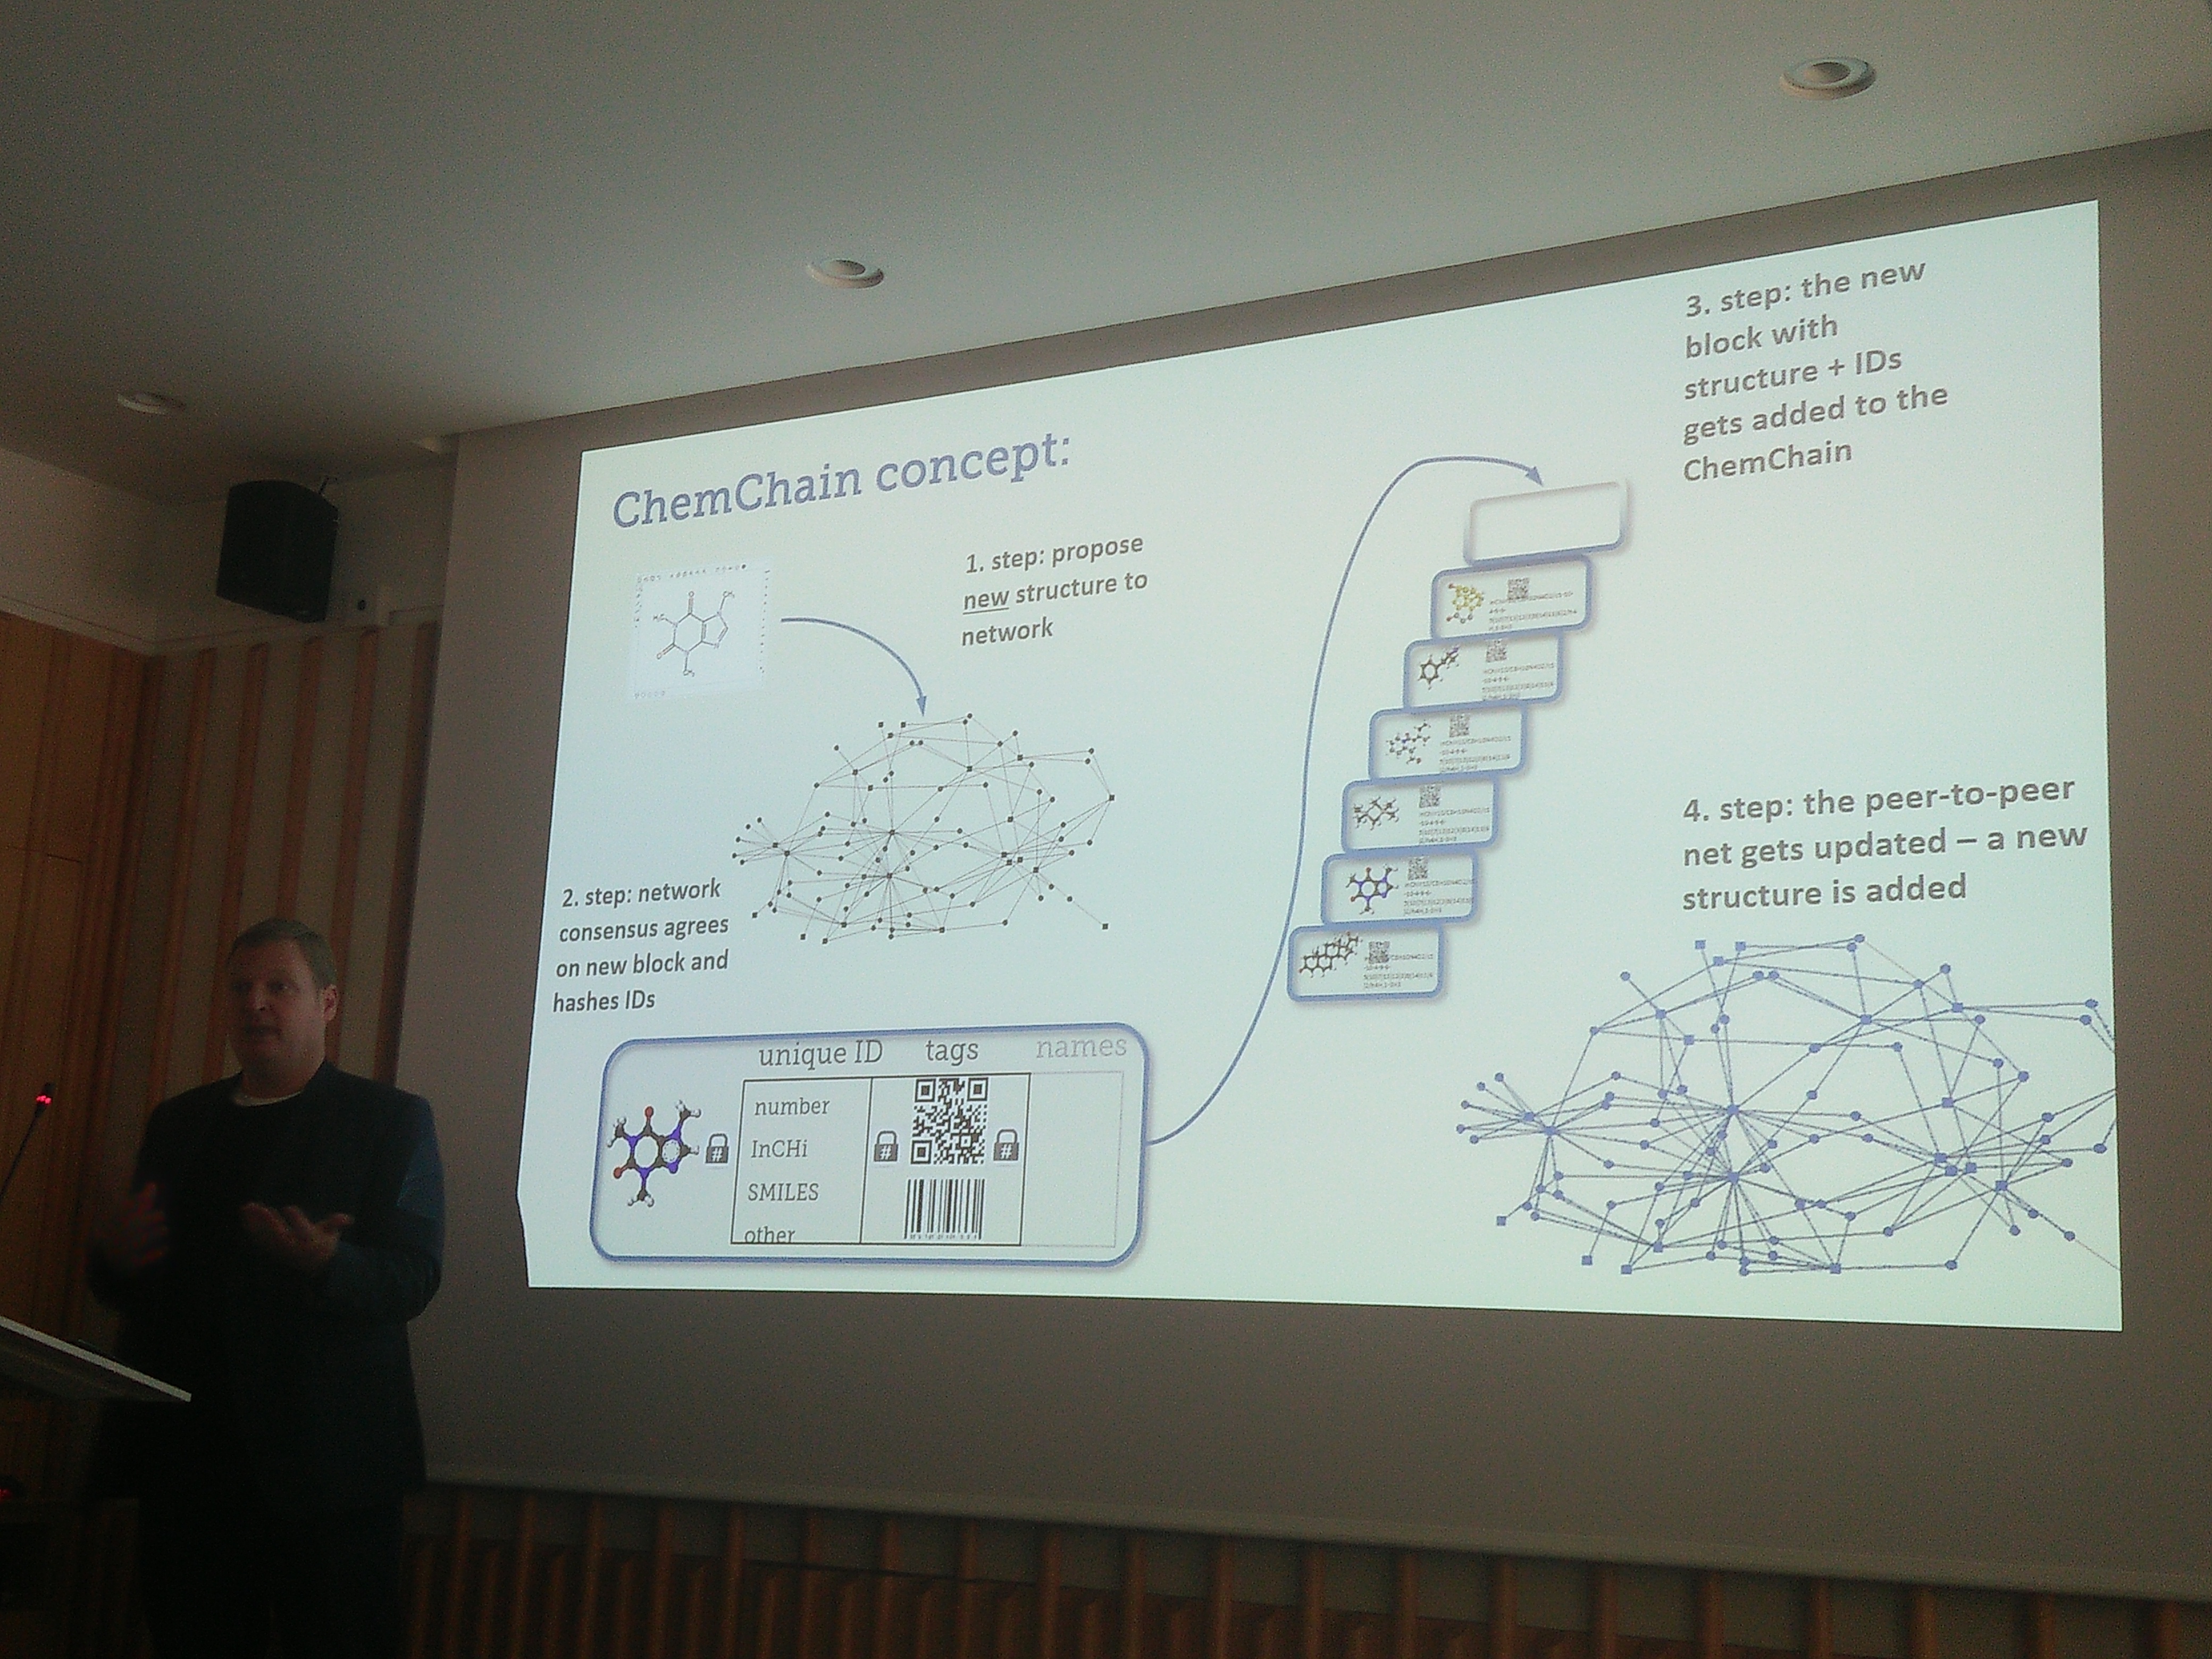 ChemChain concept:
1. step: propose
new structure to
network
2. step: network
consensus agrees
on new block and
hashes IDs
unique ID tags names
number
InCHi
SMILES
other
#
#
#
3. step: the new
block with
structure + IDs
gets added to the
ChemChain
4. step: the peer-to-peer
net gets updated – a new
structure is added